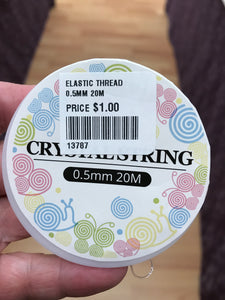 ELASTIC THREAD
0.5MM 20M
PRICE $1.00
13787
CRYSTAL STRING
0.5mm 20M